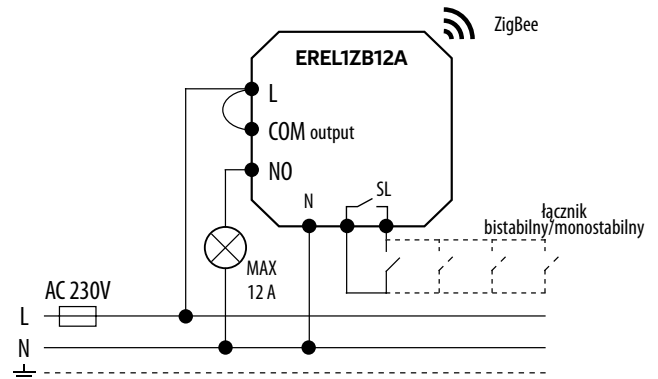 ZigBee
EREL1ZB12A
L
COM output
NO
N
SL
łącznik
bistabilny/monostabilny
MAX
12 A
AC 230V
L
N